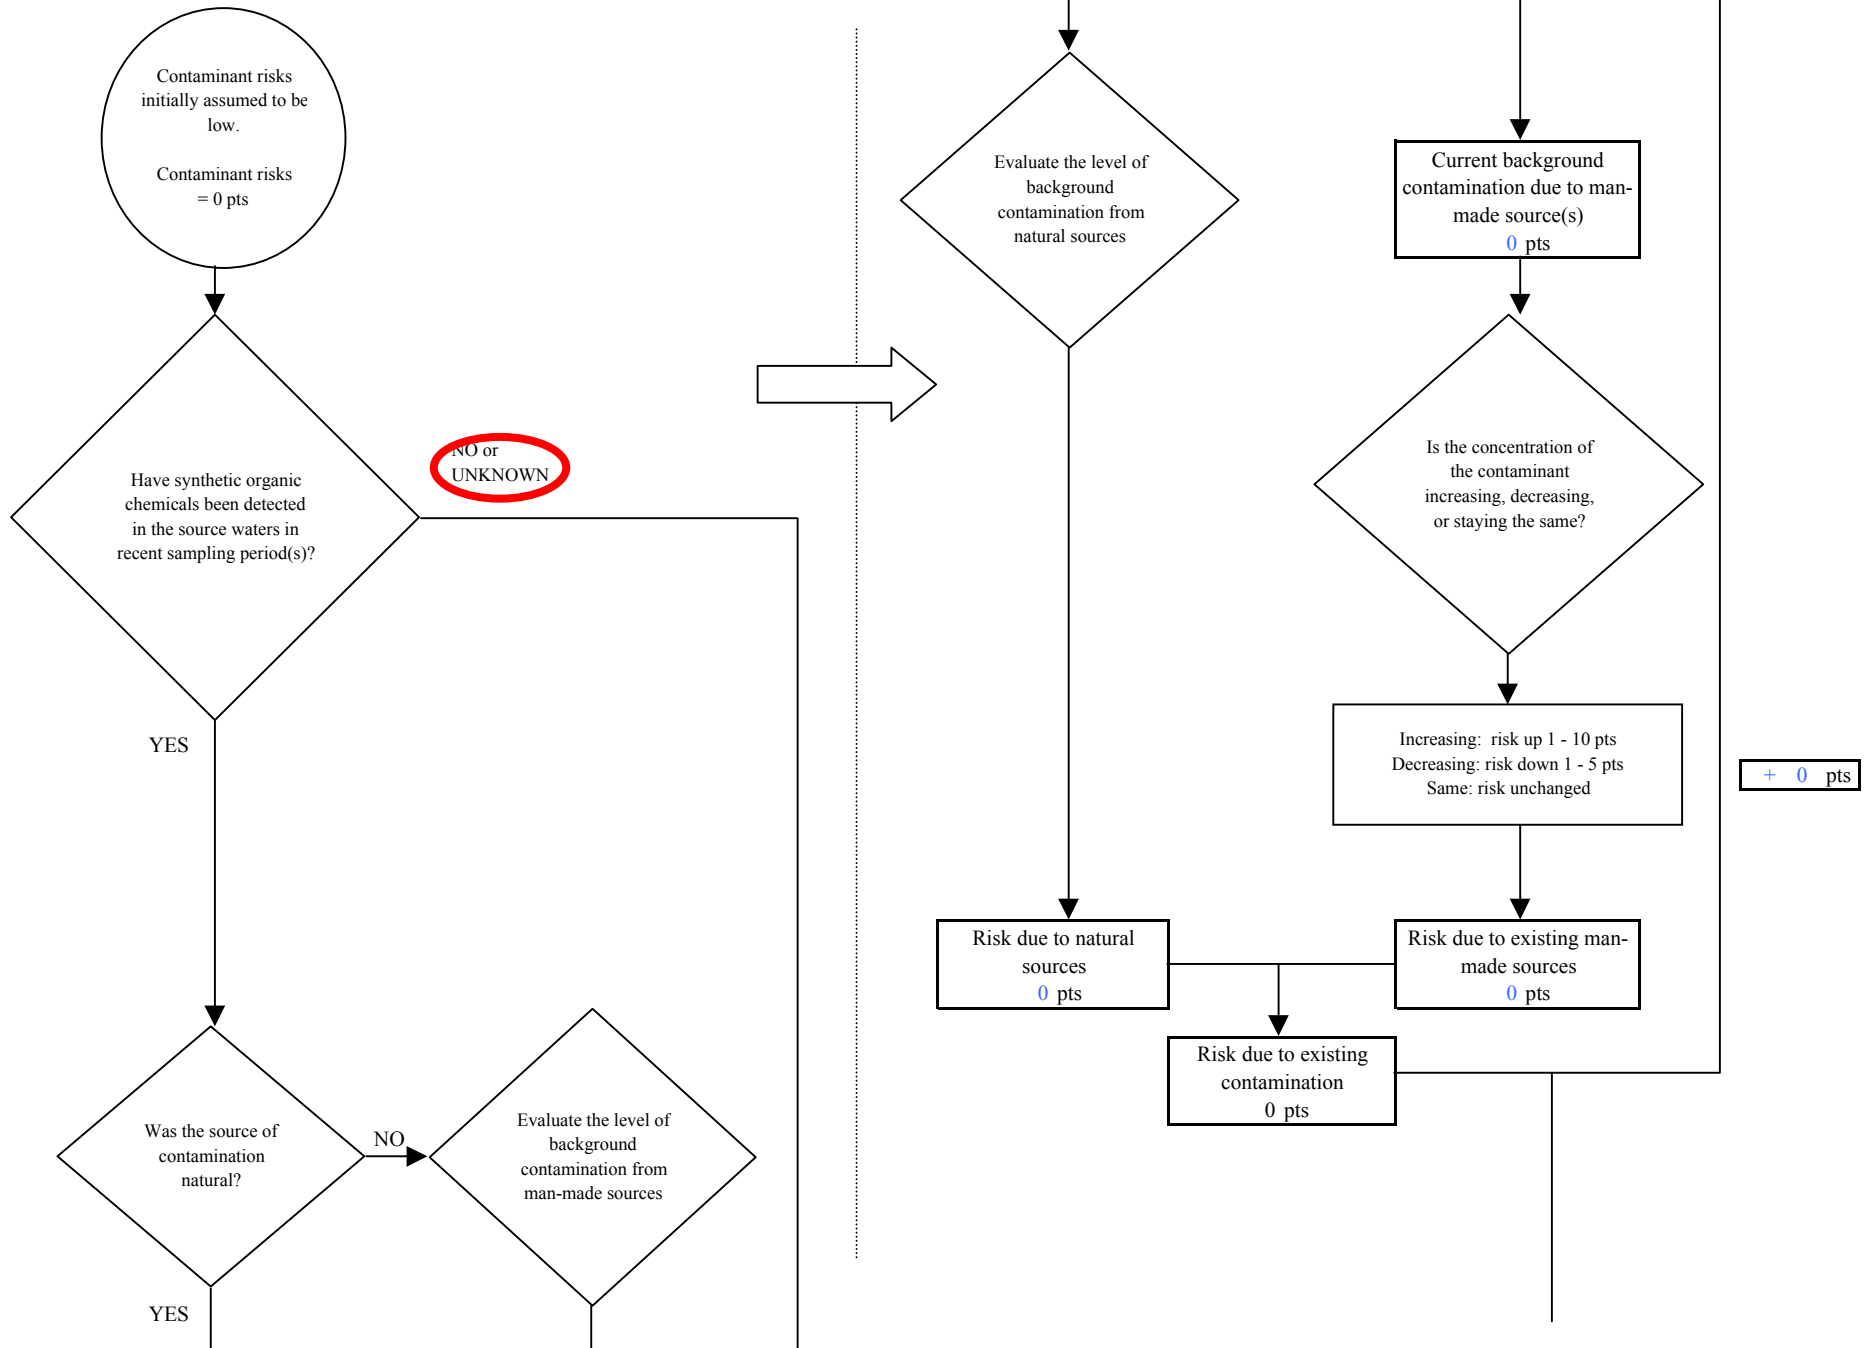 Contaminant risks
initially assumed to be
low.
Contaminant risks
= 0 pts
Have synthetic organic
chemicals been detected
in the source waters in
recent sampling period(s)?
NO or
UNKNOWN
YES
Was the source of
contamination
natural?
NO
Evaluate the level of
background
contamination from
man-made sources
YES
Evaluate the level of
background
contamination from
natural sources
Current background
contamination due to man-
made source(s)
0 pts
Is the concentration of
the contaminant
increasing, decreasing,
or staying the same?
Increasing: risk up 1 - 10 pts
Decreasing: risk down 1 - 5 pts
Same: risk unchanged
+ 0 pts
Risk due to natural
sources
0 pts
Risk due to existing man-
made sources
0 pts
Risk due to existing
contamination
0 pts